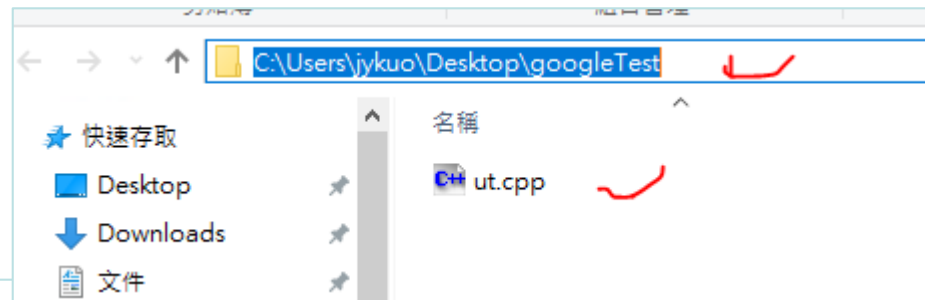 C:\Users\jykuo\Desktop\googleTest
快速存取
名稱
Desktop
C++ ut.cpp
Downloads
文件